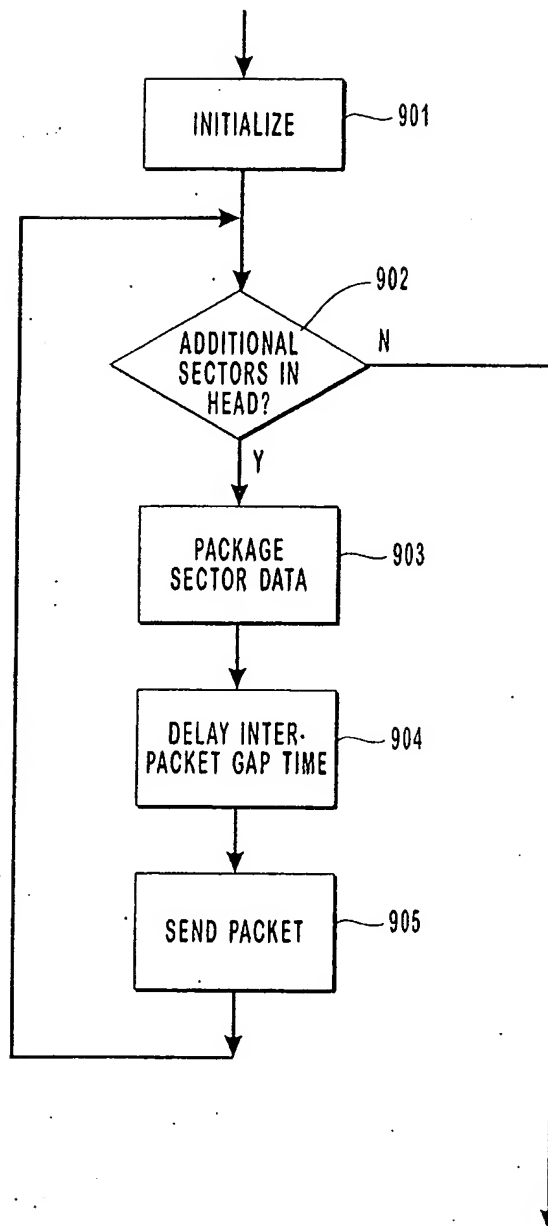 INITIALIZE
901
902
ADDITIONAL
SECTORS IN
HEAD?
N
Y
PACKAGE
SECTOR DATA
903
DELAY INTER-
PACKET GAP TIME
904
SEND PACKET
905